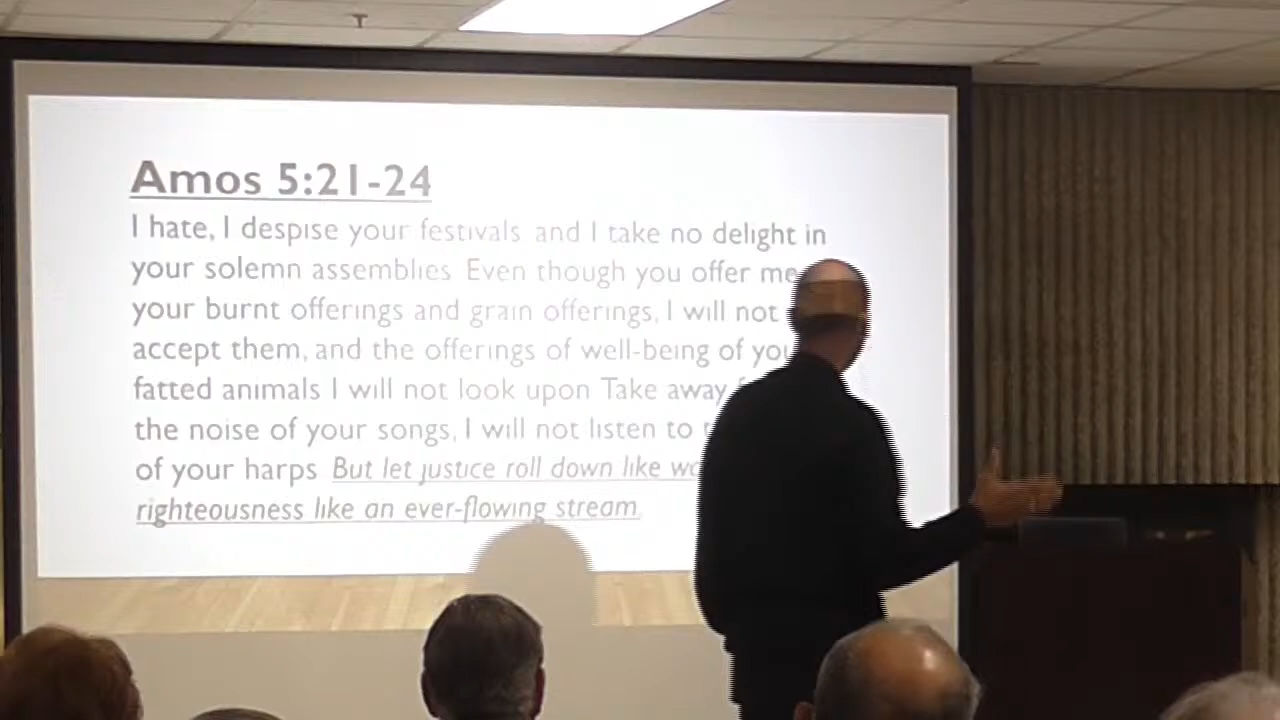 Amos 5:21-24
I hate, I despise your festivals and I take no delight in
your solemn assemblies Even though you offer me
your burnt offerings and grain offerings, I will not
accept them, and the offerings of well-being of
fatted animals I will not look upon Take away
the noise of your songs, I will not listen to
of your harps But let justice roll down like
righteousness like an ever-flowing stream.